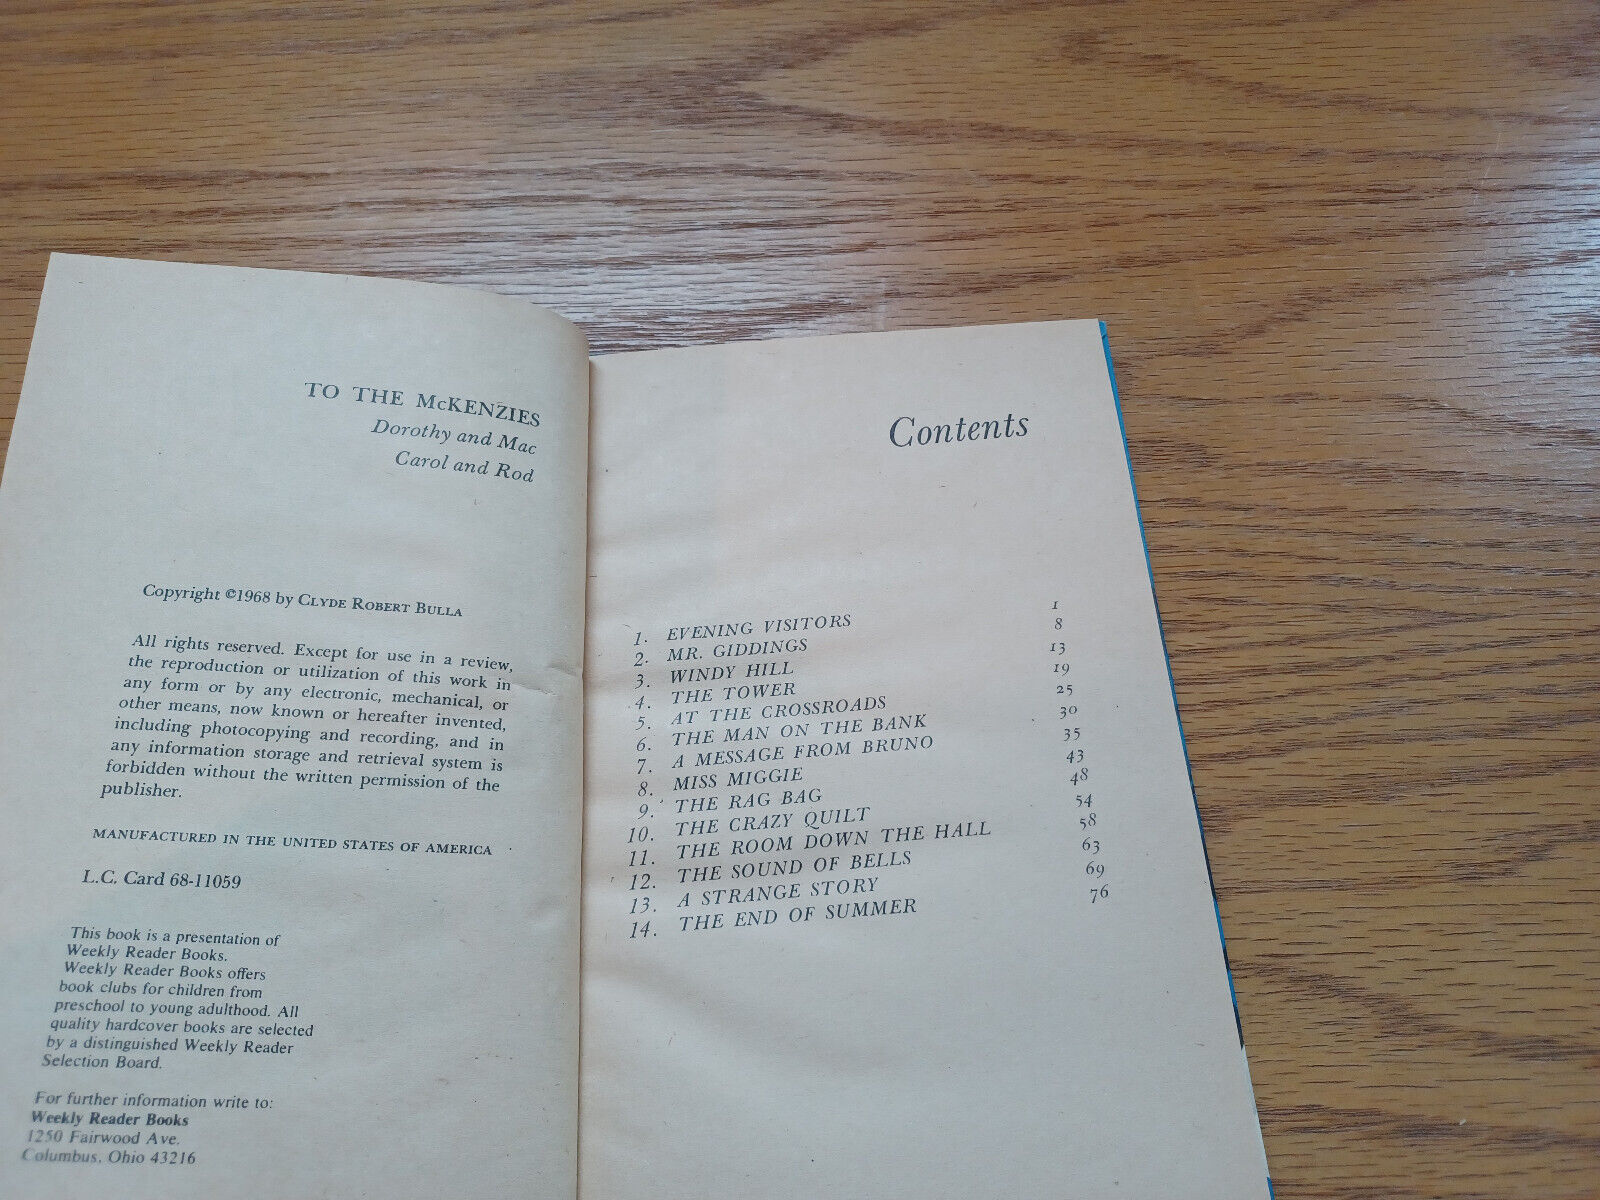 TO THE McKENZIES
Dorothy and Mac
Carol and Rod
Copyright ©1968 by CLYDE ROBERT BULLA
All rights reserved. Except for use in a review,
the reproduction or utilization of this work in
any form or by any electronic, mechanical, or
other means, now known or hereafter invented,
including photocopying and recording, and in
any information storage and retrieval system is
forbidden without the written permission of the
publisher.
MANUFACTURED IN THE UNITED STATES OF AMERICA
L.C. Card 68-11059
This book is a presentation of
Weekly Reader Books.
Weekly Reader Books offers
book clubs for children from
preschool to young adulthood. All
quality hardcover books are selected
by a distinguished Weekly Reader
Selection Board.
For further information write to:
Weekly Reader Books
1250 Fairwood Ave.
Columbus, Ohio 43216
Contents
1. EVENING VISITORS 1
2. MR. GIDDINGS 8
3. WINDY HILL 13
4. THE TOWER 19
5. AT THE CROSSROADS 25
6. THE MAN ON THE BANK 30
7. A MESSAGE FROM BRUNO 35
8. MISS MIGGIE 43
9. THE RAG BAG 48
10. THE CRAZY QUILT 54
11. THE ROOM DOWN THE HALL 58
12. THE SOUND OF BELLS 63
13. A STRANGE STORY 69
14. THE END OF SUMMER 76